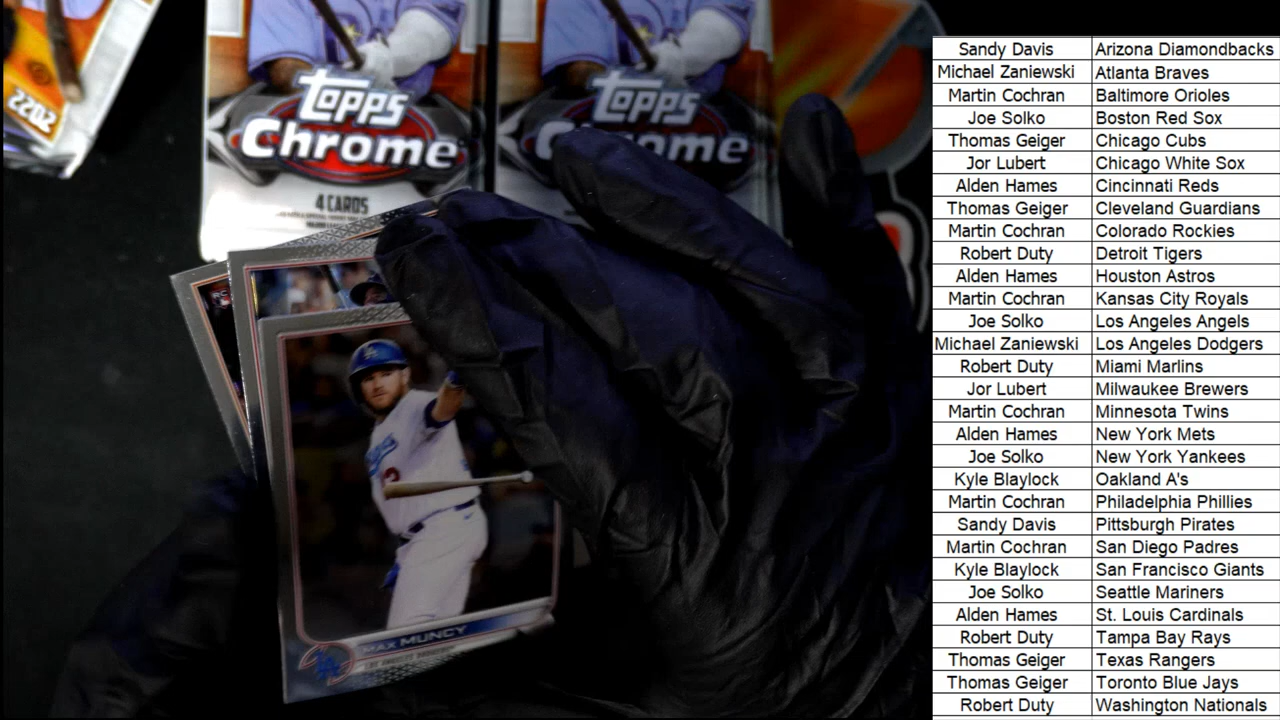 2202
Topps
Chrome
4 CARDS
Topps
Chrome
RC
MAX MUNCY
LA
Sandy Davis Arizona Diamondbacks
Michael Zaniewski Atlanta Braves
Martin Cochran Baltimore Orioles
Joe Solko Boston Red Sox
Thomas Geiger Chicago Cubs
Jor Lubert Chicago White Sox
Alden Hames Cincinnati Reds
Thomas Geiger Cleveland Guardians
Martin Cochran Colorado Rockies
Robert Duty Detroit Tigers
Alden Hames Houston Astros
Martin Cochran Kansas City Royals
Joe Solko Los Angeles Angels
Michael Zaniewski Los Angeles Dodgers
Robert Duty Miami Marlins
Jor Lubert Milwaukee Brewers
Martin Cochran Minnesota Twins
Alden Hames New York Mets
Joe Solko New York Yankees
Kyle Blaylock Oakland A's
Martin Cochran Philadelphia Phillies
Sandy Davis Pittsburgh Pirates
Martin Cochran San Diego Padres
Kyle Blaylock San Francisco Giants
Joe Solko Seattle Mariners
Alden Hames St. Louis Cardinals
Robert Duty Tampa Bay Rays
Thomas Geiger Texas Rangers
Thomas Geiger Toronto Blue Jays
Robert Duty Washington Nationals